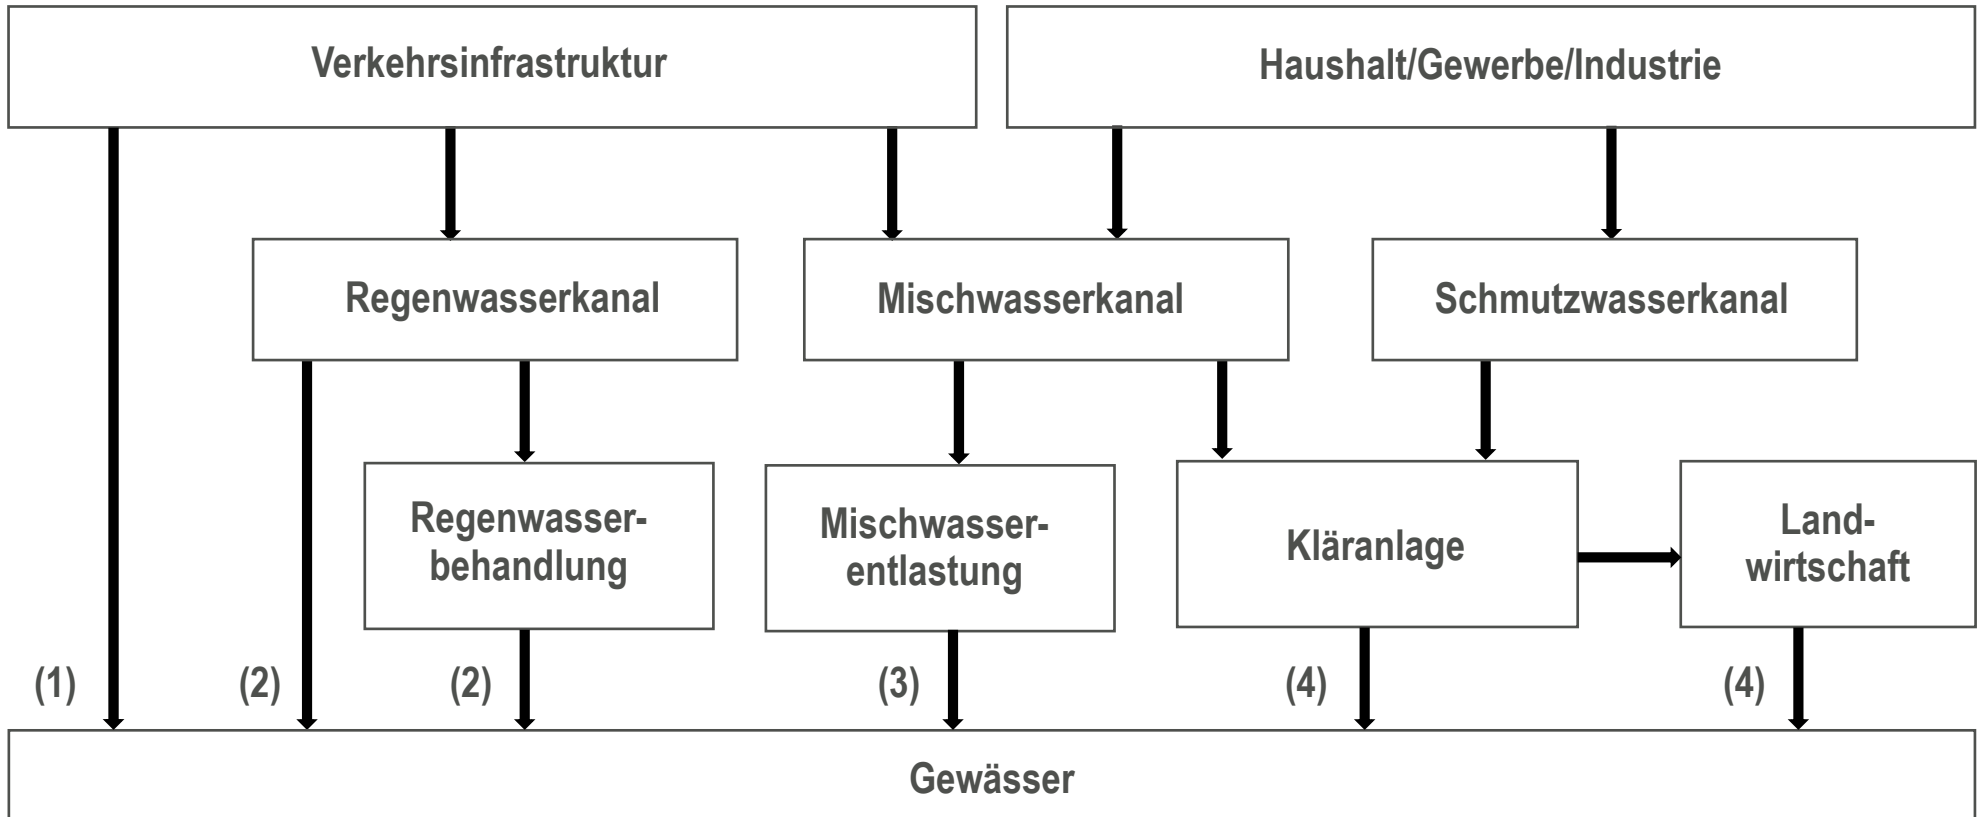 Verkehrsinfrastruktur
Haushalt/Gewerbe/Industrie
Regenwasserkanal
Mischwasserkanal
Schmutzwasserkanal
Regenwasser-
behandlung
Mischwasser-
entlastung
Kläranlage
Land-
wirtschaft
(1)
(2)
(2)
(3)
(4)
(4)
Gewässer